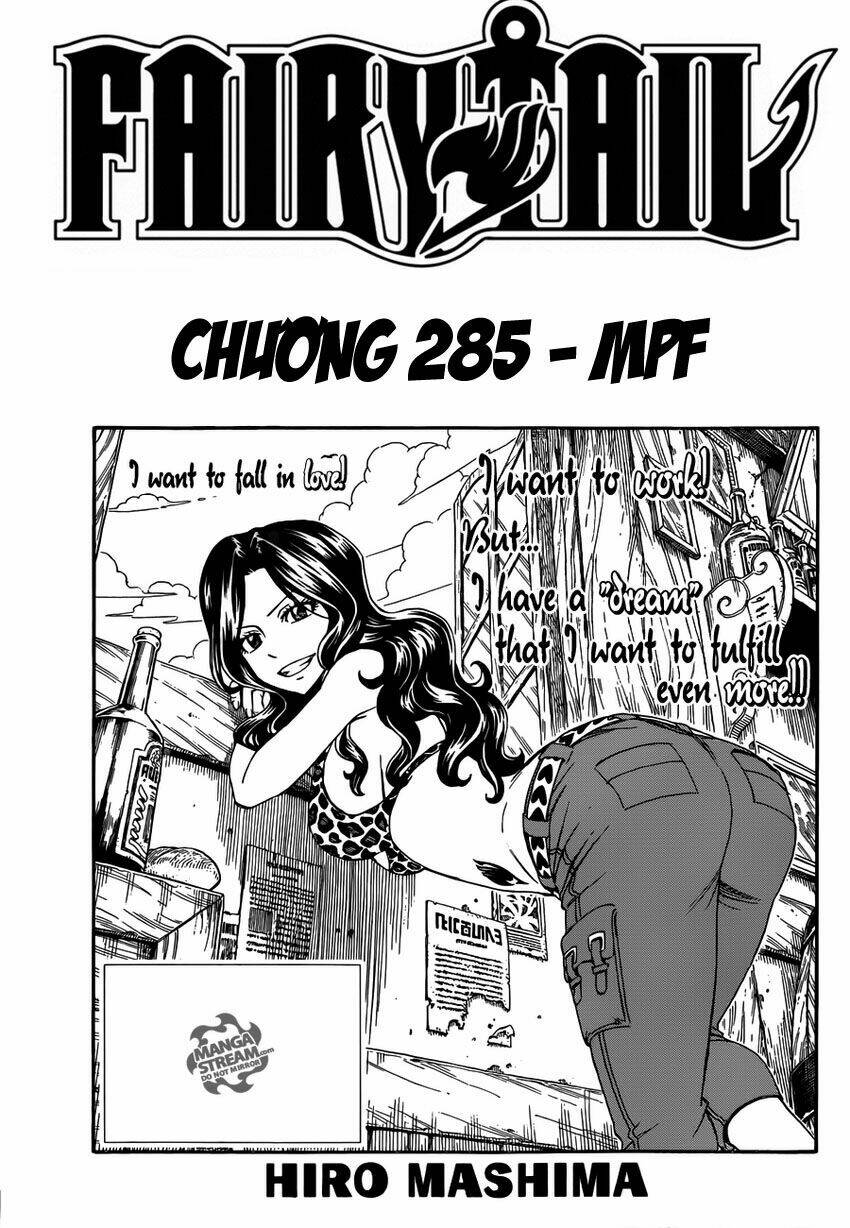 FAIRY TAIL
CHƯƠNG 285 - MPF
I want to fall in love!
I want to work!
But...
I have a "dream"
that I want to fulfill
even more!!
MANGA
STREAM.com
DO NOT MIRROR
HIRO MASHIMA